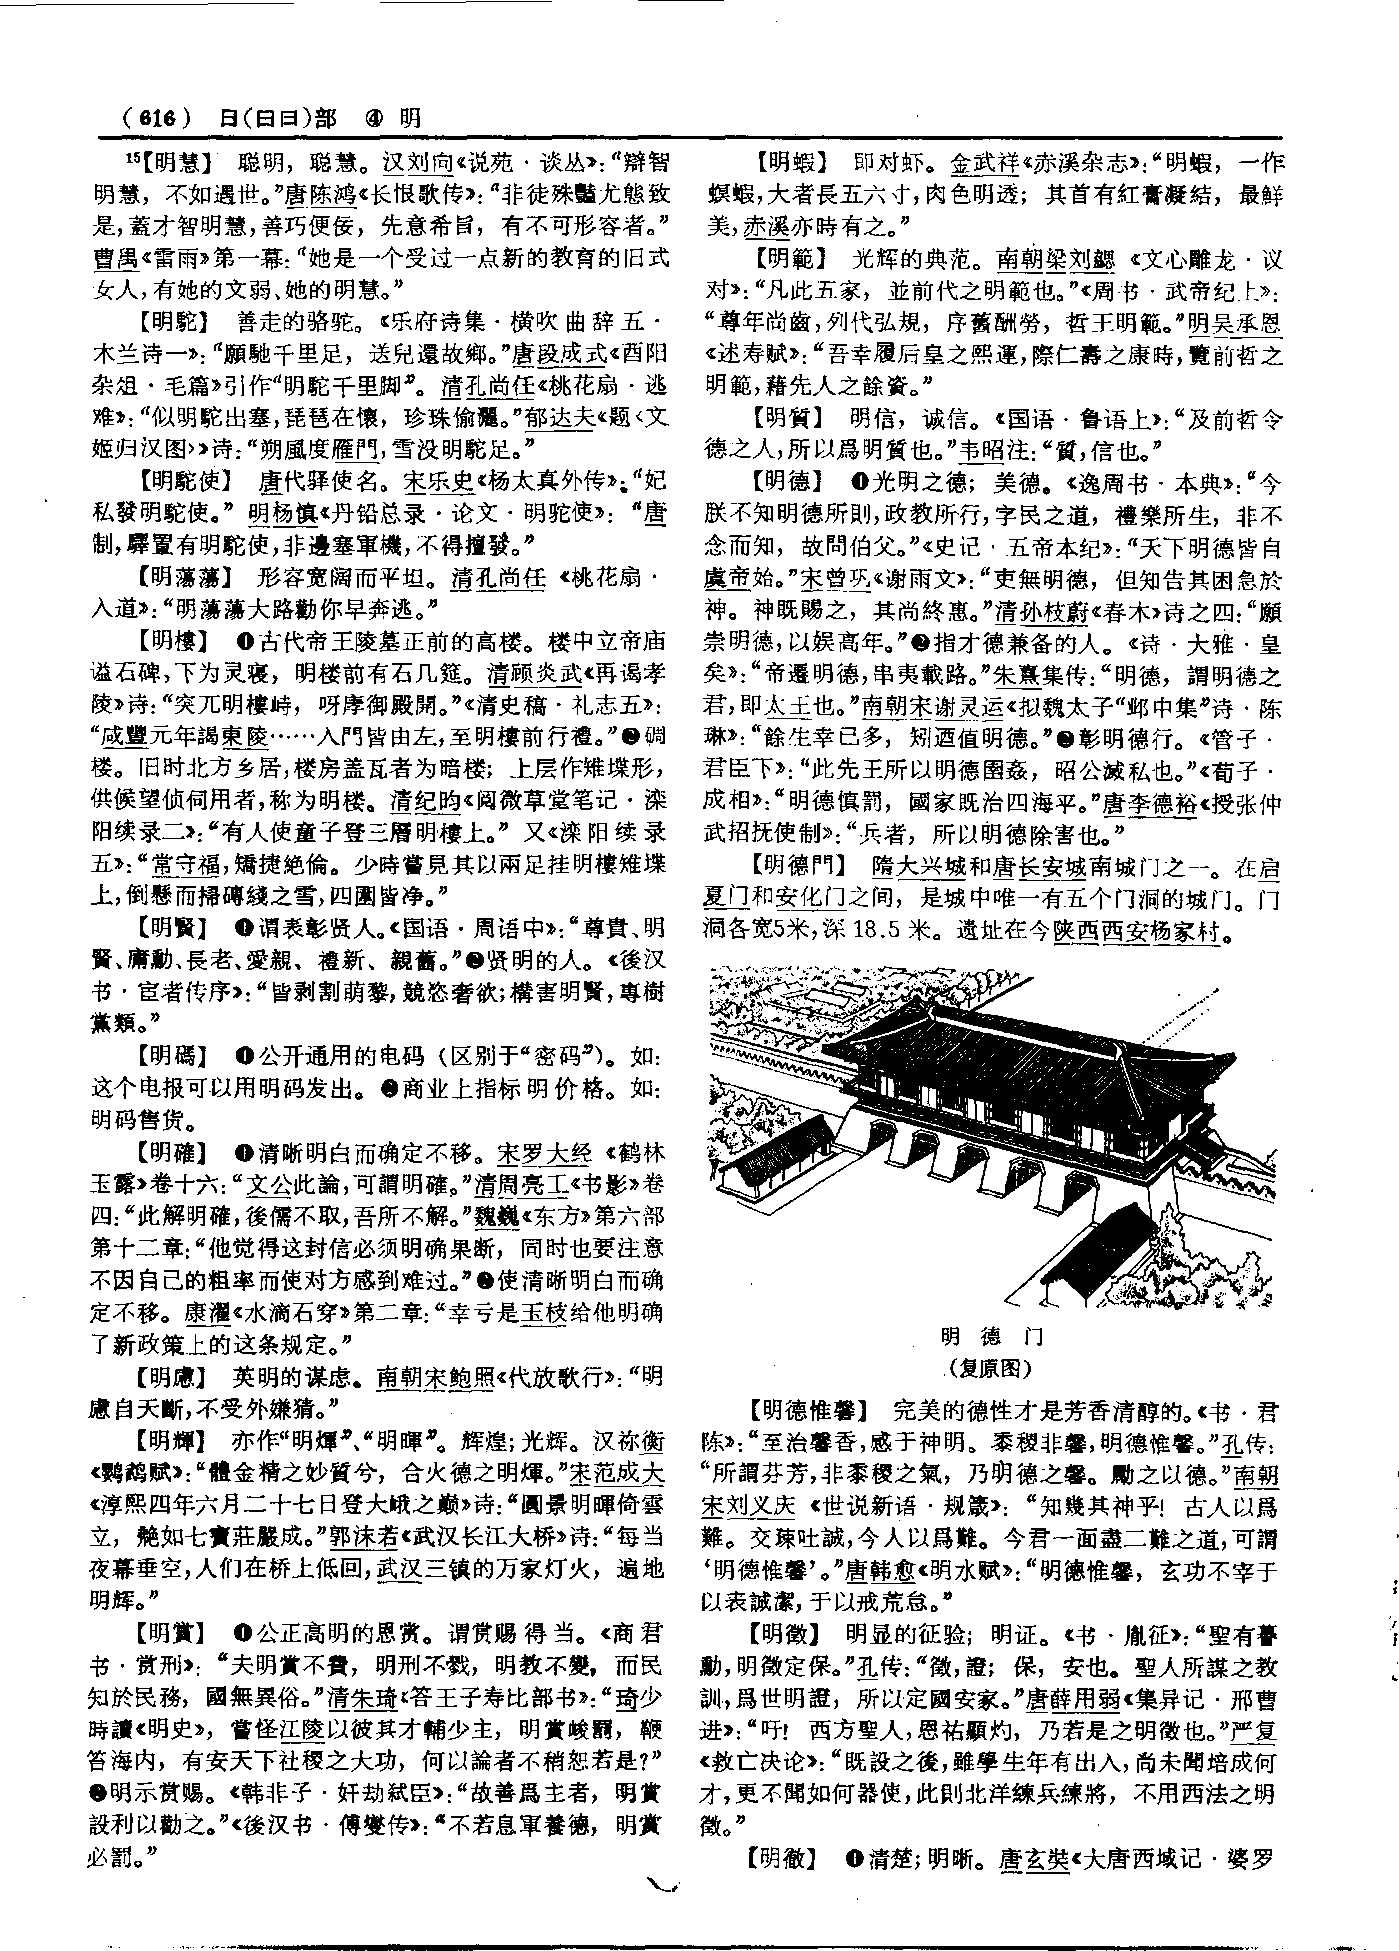 (616) 日(⽇曰)部 ④ 明
15【明慧】 聪明，聪慧。汉刘向《说苑·谈丛》：“辯智
明慧，不如遇世。”唐陈鸿《长恨歌传》：“非徒殊豔尤態致
是，蓋才智明慧，善巧便佞，先意希旨，有不可形容者。”
曹禺《雷雨》第一幕：“她是一个受过一点新的教育的旧式
女人，有她的文弱、她的明慧。”
【明駝】 善走的骆驼。《乐府诗集·横吹曲辞五·
木兰诗一》：“願馳千里足，送兒還故鄉。”唐段成式《酉阳
杂俎·毛篇》引作“明駝千里脚”。清孔尚任《桃花扇·逃
难》：“似明駝出塞，琵琶在懷，珍珠偷灑。”郁达夫《题〈文
姬归汉图〉》诗：“朔風度雁門，雪没明駝足。”
【明駝使】 唐代驿使名。宋乐史《杨太真外传》：“妃
私發明駝使。”明杨慎《丹铅总录·论文·明驼使》：“唐
制，驛置有明駝使，非邊塞軍機，不得擅發。”
【明蕩蕩】 形容宽阔而平坦。清孔尚任《桃花扇·
入道》：“明蕩蕩大路勸你早奔逃。”
【明樓】 ❶古代帝王陵墓正前的高楼。楼中立帝庙
谥石碑，下为灵寝，明楼前有石几筵。清顾炎武《再谒孝
陵》诗：“突兀明樓峙，呀庨御殿開。”《清史稿·礼志五》：
“咸豐元年謁東陵……入門皆由左，至明樓前行禮。”❷碉
楼。旧时北方乡居，楼房盖瓦者为暗楼；上层作雉堞形，
供候望侦伺用者，称为明楼。清纪昀《阅微草堂笔记·滦
阳续录二》：“有人使童子登三層明樓上。”又《滦阳续录
五》：“常守福，矯捷絶倫。少時嘗見其以兩足挂明樓雉堞
上，倒懸而掃磚綫之雪，四圍皆净。”
【明賢】 ❶谓表彰贤人。《国语·周语中》：“尊貴、明
賢、庸勳、長老、愛親、禮新、親舊。”❷贤明的人。《後汉
书·宦者传序》：“皆剥割萌黎，競恣奢欲；構害明賢，專樹
黨類。”
【明碼】 ❶公开通用的电码（区别于“密码”）。如：
这个电报可以用明码发出。❷商业上指标明价格。如：
明码售货。
【明確】 ❶清晰明白而确定不移。宋罗大经《鹤林
玉露》卷十六：“文公此論，可謂明確。”清周亮工《书影》卷
四：“此解明確，後儒不取，吾所不解。”魏巍《东方》第六部
第十二章：“他觉得这封信必须明确果断，同时也要注意
不因自己的粗率而使对方感到难过。”❷使清晰明白而确
定不移。康濯《水滴石穿》第二章：“幸亏是玉枝给他明确
了新政策上的这条规定。”
【明慮】 英明的谋虑。南朝宋鲍照《代放歌行》：“明
慮自天斷，不受外嫌猜。”
【明輝】 亦作“明煇”、“明暉”。辉煌；光辉。汉祢衡
《鹦鹉赋》：“體金精之妙質兮，合火德之明煇。”宋范成大
《淳熙四年六月二十七日登大峨之巅》诗：“圓景明暉倚雲
立，艴如七寶莊嚴成。”郭沫若《武汉长江大桥》诗：“每当
夜幕垂空，人们在桥上低回，武汉三镇的万家灯火，遍地
明辉。”
【明賞】 ❶公正高明的恩赏。谓赏赐得当。《商君
书·赏刑》：“夫明賞不費，明刑不戮，明教不變，而民
知於民務，國無異俗。”清朱琦《答王子寿比部书》：“琦少
時讀《明史》，嘗怪江陵以彼其才輔少主，明賞峻罰，鞭
笞海内，有安天下社稷之大功，何以論者不稍恕若是？”
❷明示赏赐。《韩非子·奸劫弑臣》：“故善爲主者，明賞
設利以勸之。”《後汉书·傅燮传》：“不若息軍養德，明賞
必罰。”
【明蝦】 即对虾。金武祥《赤溪杂志》：“明蝦，一作
螟蝦，大者長五六寸，肉色明透；其首有紅膏凝結，最鮮
美，赤溪亦時有之。”
【明範】 光辉的典范。南朝梁刘勰《文心雕龙·议
对》：“凡此五家，並前代之明範也。”《周书·武帝纪上》：
“尊年尚齒，列代弘規，序舊酬勞，哲王明範。”明吴承恩
《述寿赋》：“吾幸履后皇之熙運，際仁壽之康時，覽前哲之
明範，藉先人之餘資。”
【明質】 明信，诚信。《国语·鲁语上》：“及前哲令
德之人，所以爲明質也。”韦昭注：“質，信也。”
【明德】 ❶光明之德；美德。《逸周书·本典》：“今
朕不知明德所則，政教所行，字民之道，禮樂所生，非不
念而知，故問伯父。”《史记·五帝本纪》：“天下明德皆自
虞帝始。”宋曾巩《谢雨文》：“吏無明德，但知告其困急於
神。神既賜之，其尚終惠。”清孙枝蔚《春木》诗之四：“願
崇明德，以娱高年。”❷指才德兼备的人。《诗·大雅·皇
矣》：“帝遷明德，串夷載路。”朱熹集传：“明德，謂明德之
君，即太王也。”南朝宋谢灵运《拟魏太子“邺中集”诗·陈
琳》：“餘生幸已多，矧迺值明德。”❸彰明德行。《管子·
君臣下》：“此先王所以明德圉姦，昭公滅私也。”《荀子·
成相》：“明德慎罰，國家既治四海平。”唐李德裕《授张仲
武招抚使制》：“兵者，所以明德除害也。”
【明德門】 隋大兴城和唐长安城南城门之一。在启
夏门和安化门之间，是城中唯一有五个门洞的城门。门
洞各宽5米，深18.5米。遗址在今陕西西安杨家村。
明德门
（复原图）
【明德惟馨】 完美的德性才是芳香清醇的。《书·君
陈》：“至治馨香，感于神明。黍稷非馨，明德惟馨。”孔传：
“所謂芬芳，非黍稷之氣，乃明德之馨。勵之以德。”南朝
宋刘义庆《世说新语·规箴》：“知幾其神乎！古人以爲
難。交疎吐誠，今人以爲難。今君一面盡二難之道，可謂
‘明德惟馨’。”唐韩愈《明水赋》：“明德惟馨，玄功不宰于
以表誠潔，于以戒荒怠。”
【明徵】 明显的征验；明证。《书·胤征》：“聖有謩
勳，明徵定保。”孔传：“徵，證；保，安也。聖人所謀之教
訓，爲世明證，所以定國安家。”唐薛用弱《集异记·邢曹
进》：“吁！西方聖人，恩祐顯灼，乃若是之明徵也。”严复
《救亡决论》：“既設之後，雖學生年有出入，尚未聞培成何
才，更不聞如何器使，此則北洋練兵練將，不用西法之明
徵。”
【明徹】 ❶清楚；明晰。唐玄奘《大唐西域记·婆罗